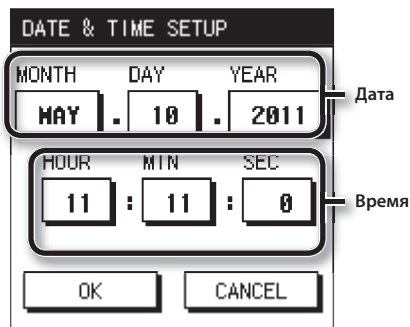 DATE & TIME SETUP
MONTH DAY YEAR
MAY . 10 . 2011
Дата
HOUR MIN SEC
11 : 11 : 0
Время
OK CANCEL